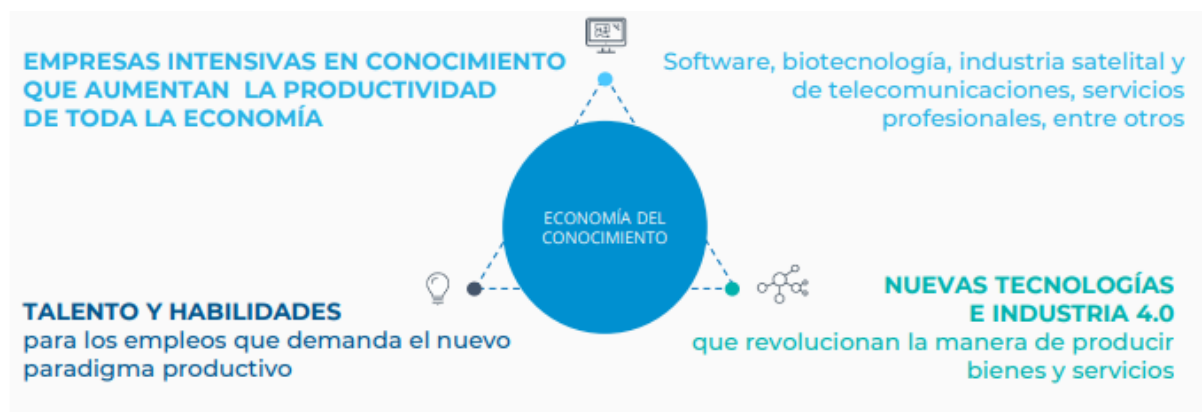 EMPRESAS INTENSIVAS EN CONOCIMIENTO
QUE AUMENTAN LA PRODUCTIVIDAD
DE TODA LA ECONOMÍA
Software, biotecnología, industria satelital y
de telecomunicaciones, servicios
profesionales, entre otros
ECONOMÍA DEL
CONOCIMIENTO
TALENTO Y HABILIDADES
para los empleos que demanda el nuevo
paradigma productivo
NUEVAS TECNOLOGÍAS
E INDUSTRIA 4.0
que revolucionan la manera de producir
bienes y servicios